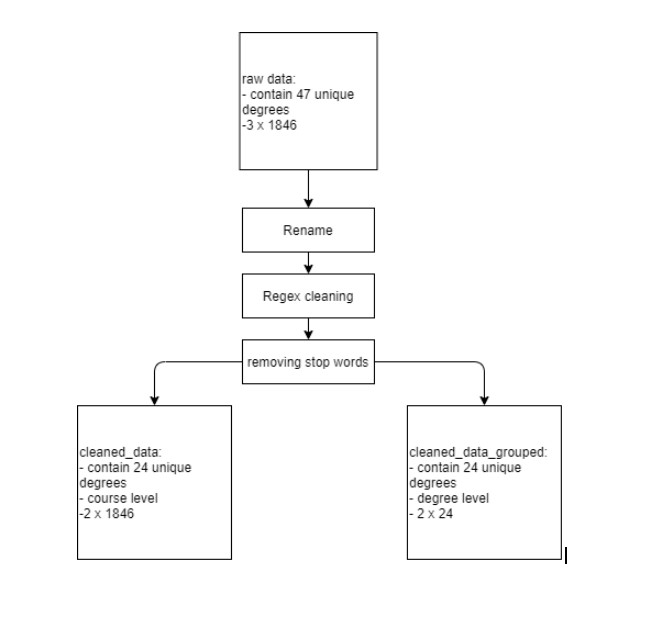 raw data:
- contain 47 unique
degrees
-3 x 1846
Rename
Regex cleaning
removing stop words
cleaned_data:
- contain 24 unique
degrees
- course level
-2 x 1846
cleaned_data_grouped:
- contain 24 unique
degrees
- degree level
- 2 x 24